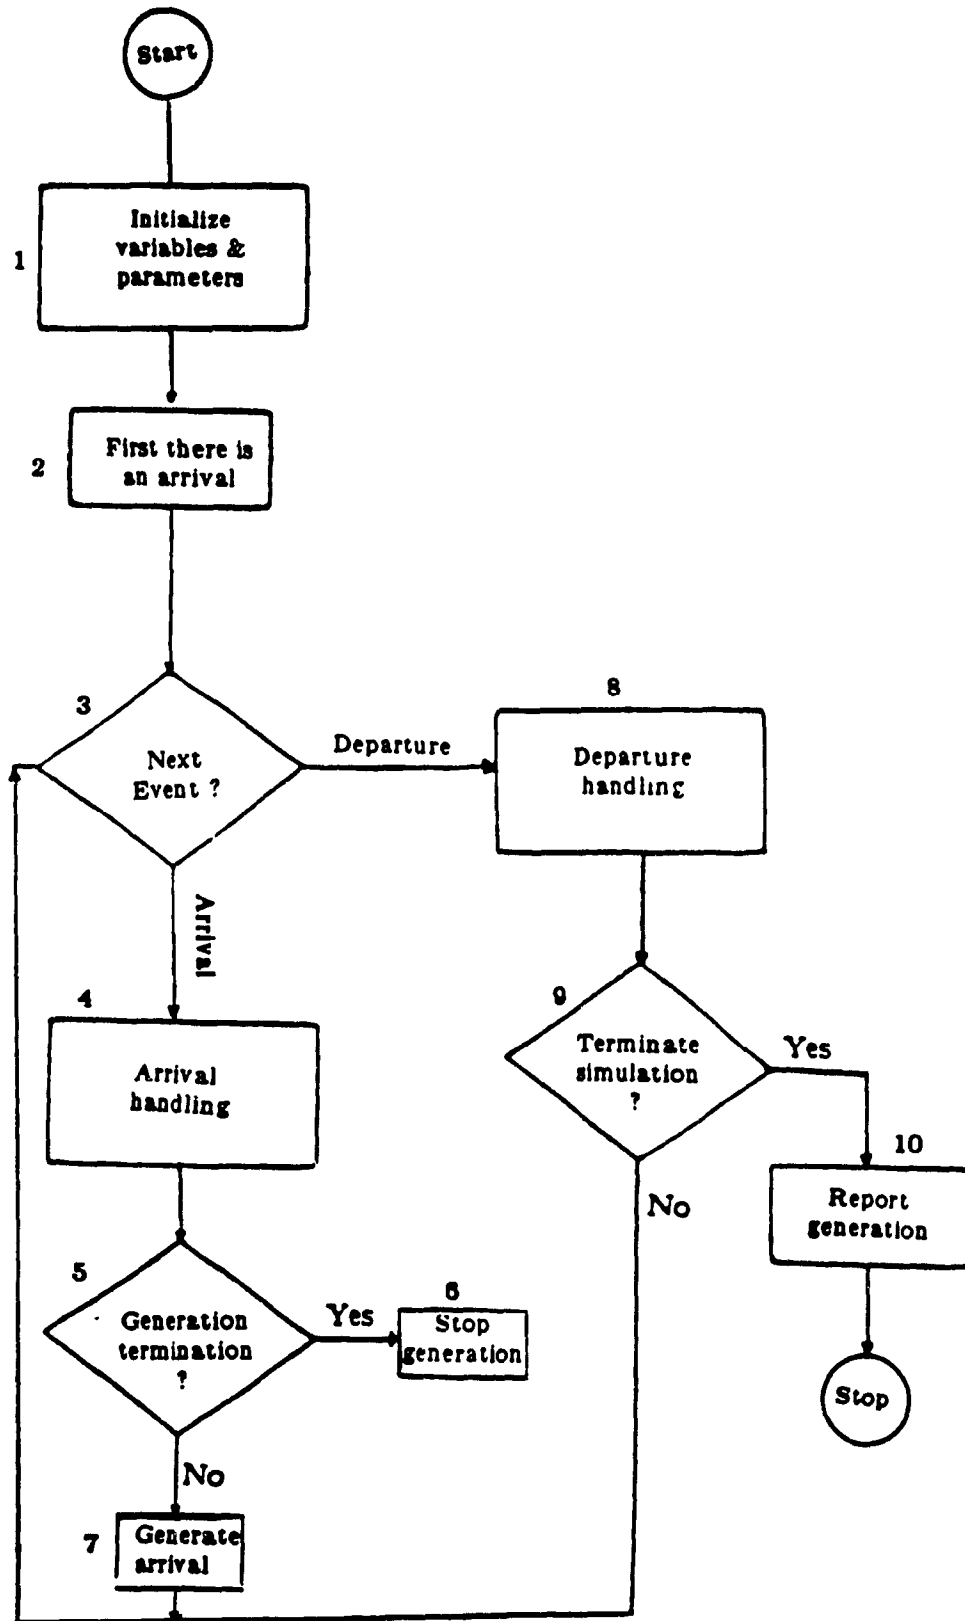 Start
1
Initialize
variables &
parameters
2
First there is
an arrival
3
Next
Event ?
Departure
8
Departure
handling
Arrival
4
Arrival
handling
9
Terminate
simulation
?
Yes
No
10
Report
generation
Stop
5
Generation
termination
?
Yes
6
Stop
generation
No
7
Generate
arrival